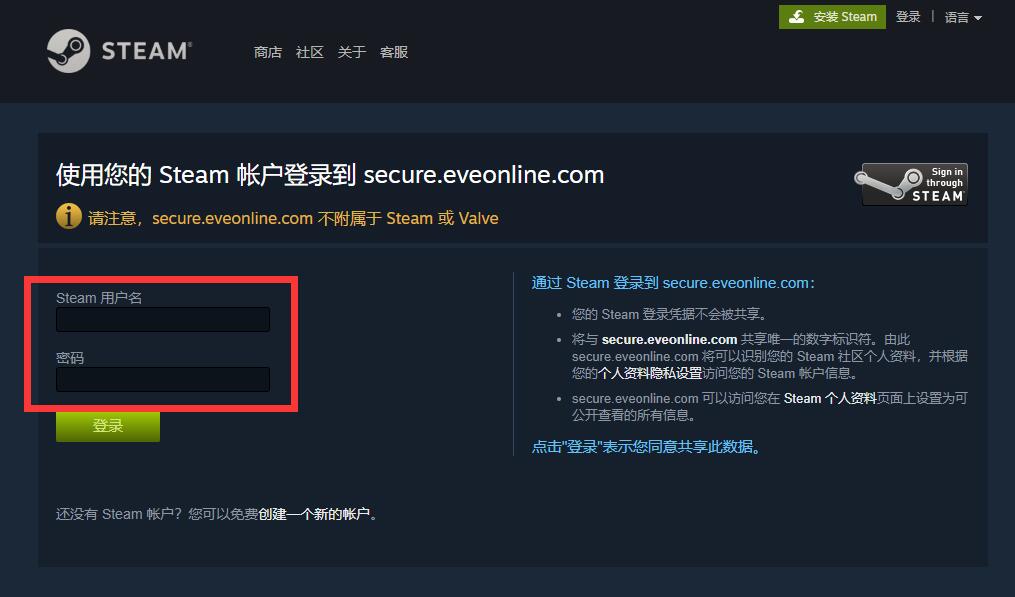 安装 Steam 登录 | 语言
STEAM®
商店 社区 关于 客服
使用您的 Steam 帐户登录到 secure.eveonline.com
请注意，secure.eveonline.com 不附属于 Steam 或 Valve
Sign in
through
STEAM
Steam 用户名
密码
登录
还没有 Steam 帐户？您可以免费创建一个新的帐户。
通过 Steam 登录到 secure.eveonline.com：
您的 Steam 登录凭据不会被共享。
将与 secure.eveonline.com 共享唯一的数字标识符。由此
secure.eveonline.com 将可以识别您的 Steam 社区个人资料，并根据
您的个人资料隐私设置访问您的 Steam 帐户信息。
secure.eveonline.com 可以访问您在 Steam 个人资料页面上设置为可
公开查看的所有信息。
点击"登录"表示您同意共享此数据。